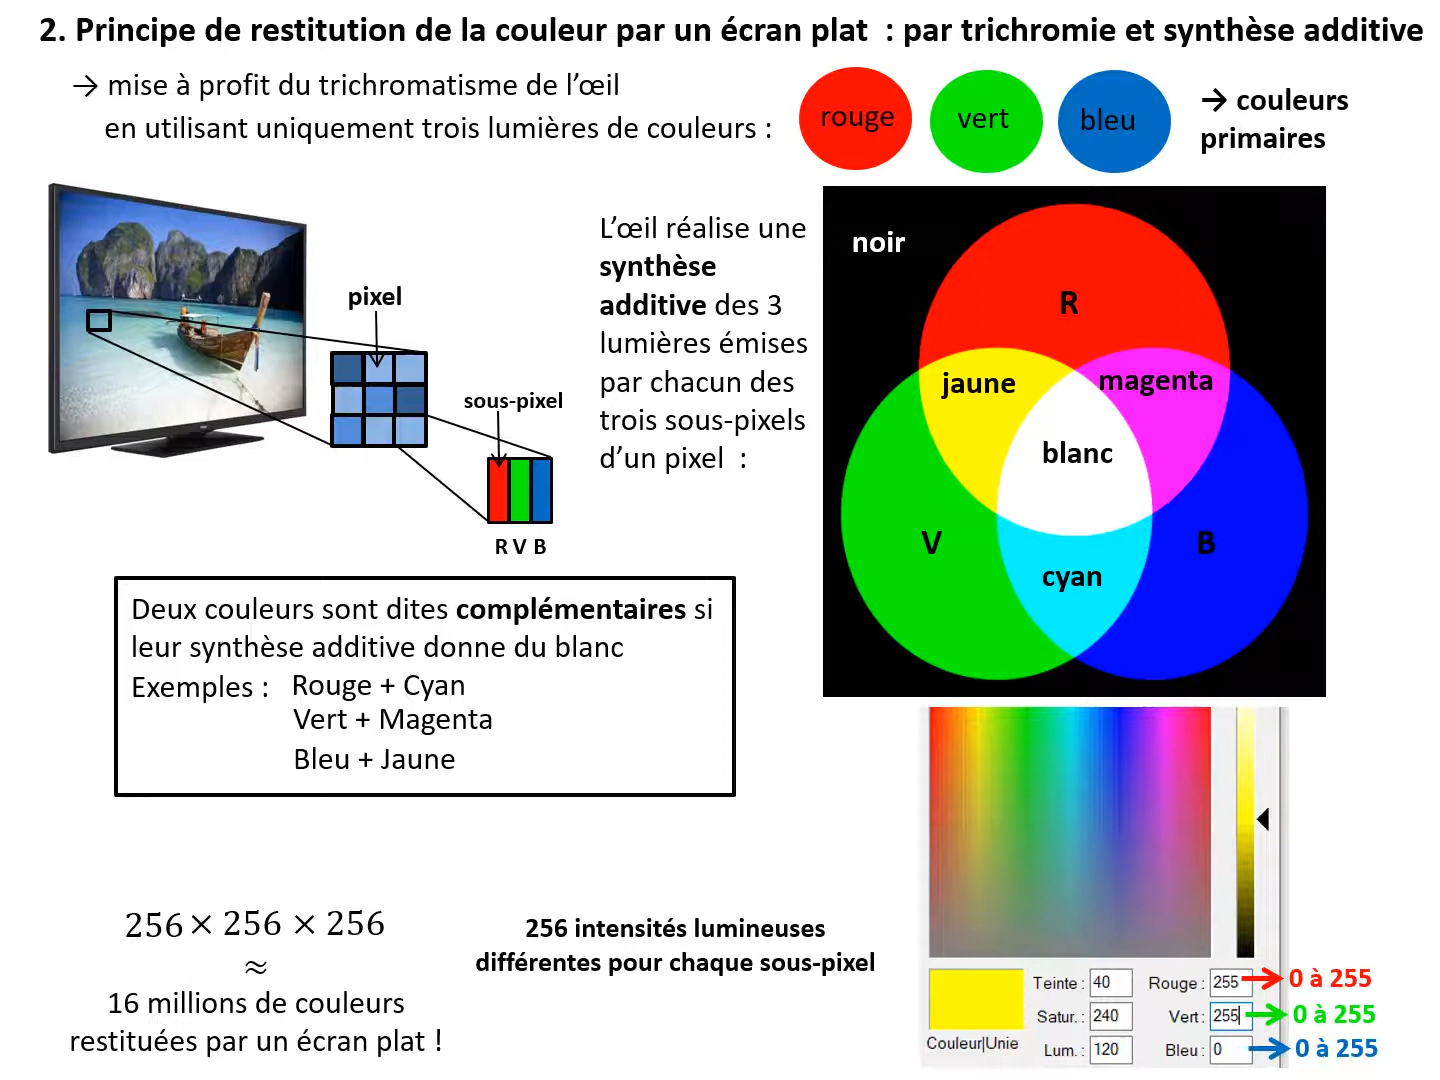 2. Principe de restitution de la couleur par un écran plat  : par trichromie et synthèse additive
→ mise à profit du trichromatisme de l'œil
en utilisant uniquement trois lumières de couleurs :
rouge
vert
bleu
→ couleurs
primaires
pixel
sous-pixel
R V B
L'œil réalise une
synthèse
additive des 3
lumières émises
par chacun des
trois sous-pixels
d'un pixel  :
noir
R
jaune
magenta
blanc
V
B
cyan
Deux couleurs sont dites complémentaires si
leur synthèse additive donne du blanc
Exemples : Rouge + Cyan
Vert + Magenta
Bleu + Jaune
256 × 256 × 256
≈
16 millions de couleurs
restituées par un écran plat !
256 intensités lumineuses
différentes pour chaque sous-pixel
Teinte : 40 Rouge : 255 → 0 à 255
Satur. : 240 Vert : 255 → 0 à 255
Couleur|Unie Lum. : 120 Bleu : 0 → 0 à 255